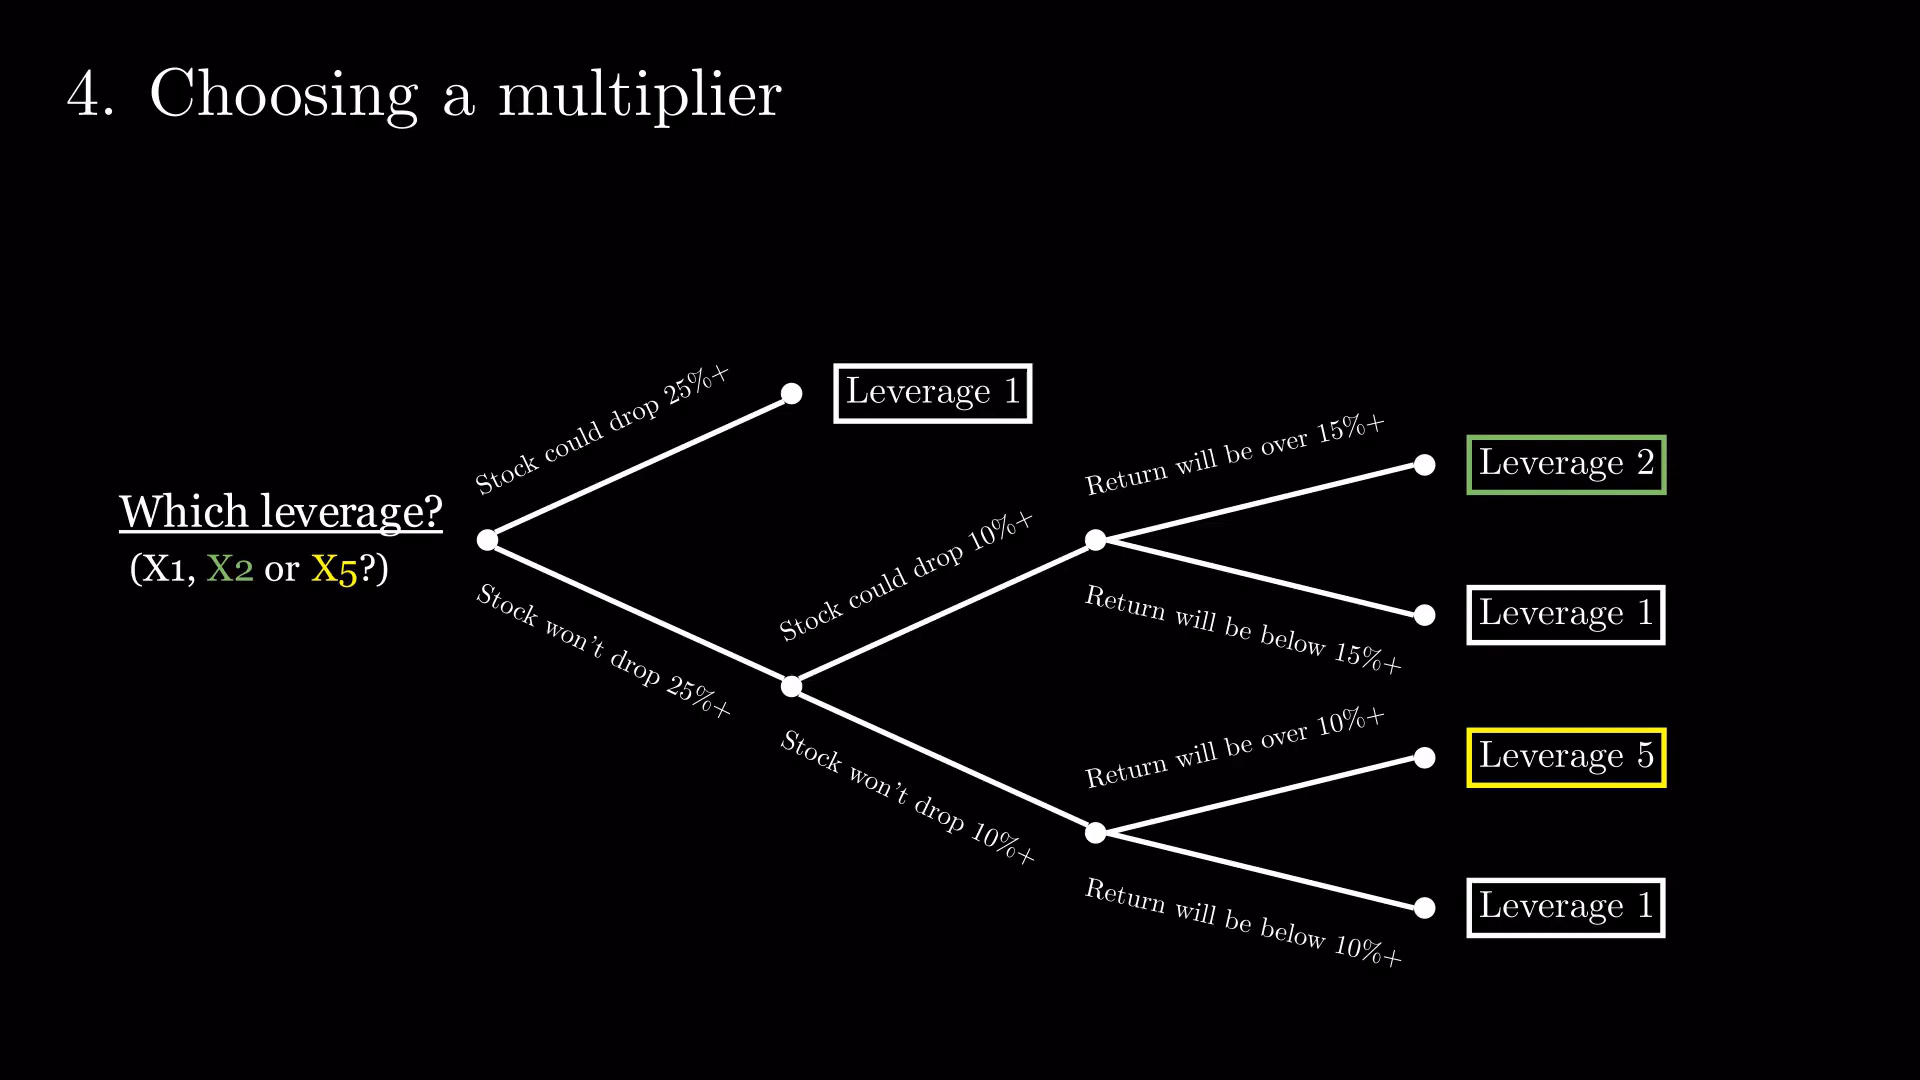 4. Choosing a multiplier
Stock could drop 25%+
Leverage 1
Which leverage?
(X1, X2 or X5?)
Stock won't drop 25%+
Stock could drop 10%+
Stock won't drop 10%+
Return will be over 15%+
Leverage 2
Return will be below 15%+
Leverage 1
Return will be over 10%+
Leverage 5
Return will be below 10%+
Leverage 1